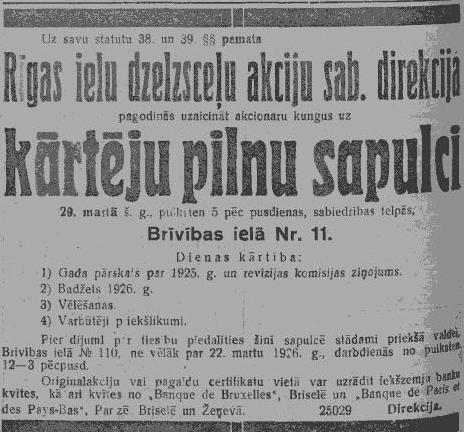 Uz savu statutu 38. un 39. §§ pamata
Rīgas ielu dzelzsceļu akciju sab. direkcija
pagodinās uzaicināt akcionaru kungus uz
kārtēju pilnu sapulci
29. martā š. g., pulksten 5 pēc pusdienas, sabiedrības telpās,
Brīvības ielā Nr. 11.
Dienas kārtība:
1) Gada pārskats par 1925. g. un revizijas komisijas ziņojums.
2) Budžets 1926. g.
3) Vēlēšanas.
4) Varbūtēji priekšlikumi.
Pierādījumi par tiesību piedalīties šinī sapulcē stādami priekšā valdei,
Brīvības ielā № 110, ne vēlāk par 22. martu 1926. g., darbdienās no pulksten
12—3 pēcpusd.
Originalakciju vai pagaidu certifikatu vietā var uzrādīt iekšzemju banku
kvītes, kā arī kvītes no „Banque de Bruxelles", Briselē un „Banque de Paris et
des Pays-Bas", Parīzē, Briselē un Ženevā. 25029 Direkcija.